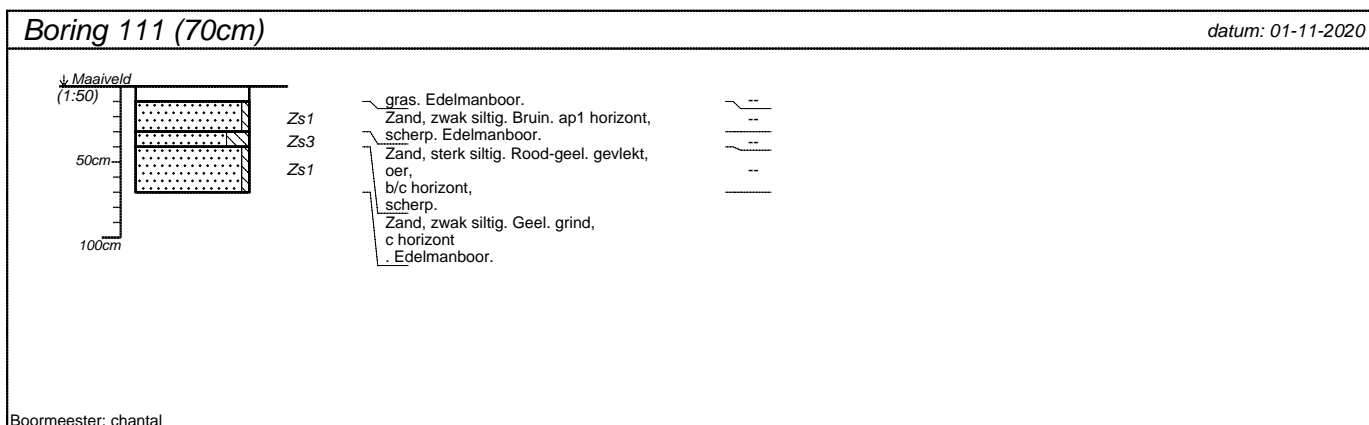 Boring 111 (70cm)
datum: 01-11-2020
Maaiveld
(1:50)
50cm
100cm
Zs1
Zs3
Zs1
gras. Edelmanboor.
Zand, zwak siltig. Bruin. ap1 horizont,
scherp. Edelmanboor.
Zand, sterk siltig. Rood-geel. gevlekt,
oer,
b/c horizont,
scherp.
Zand, zwak siltig. Geel. grind,
c horizont
. Edelmanboor.
--
--
--
--
Boormeester: chantal